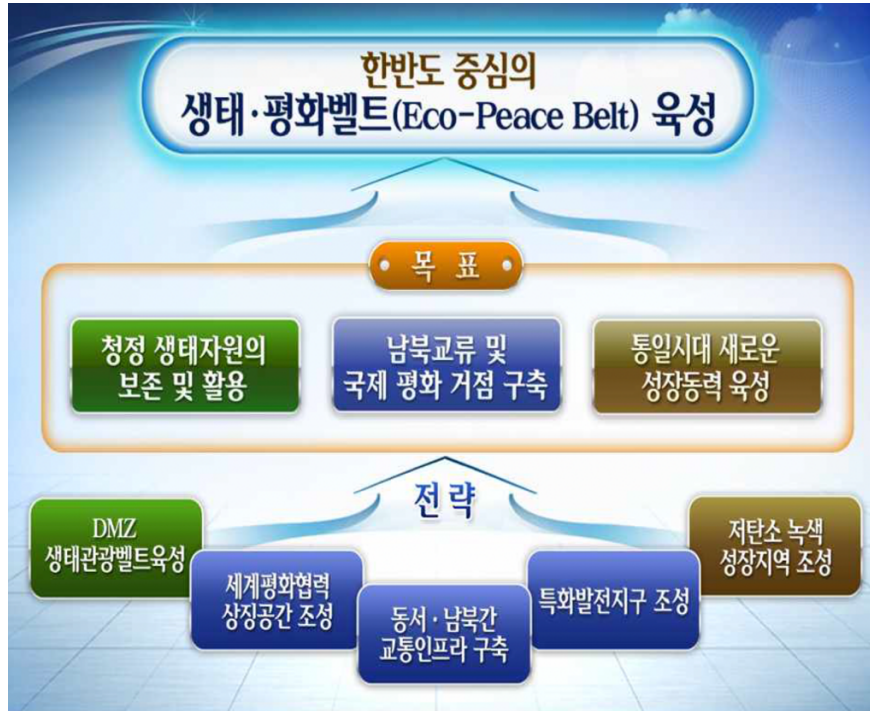 한반도 중심의
생태·평화벨트(Eco-Peace Belt) 육성
목 표
청정 생태자원의
보존 및 활용
남북교류 및
국제 평화 거점 구축
통일시대 새로운
성장동력 육성
전 략
DMZ
생태관광벨트육성
세계평화협력
상징공간 조성
동서·남북간
교통인프라 구축
특화발전지구 조성
저탄소 녹색
성장지역 조성